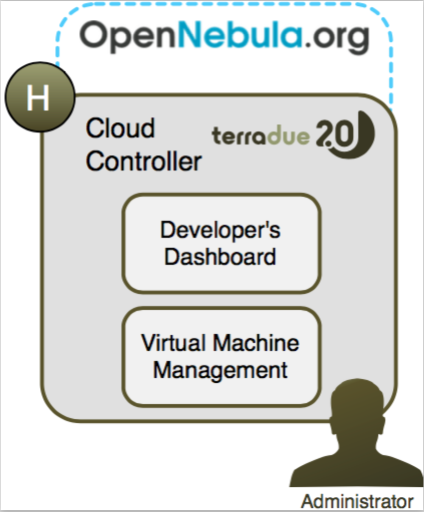 OpenNebula.org
H
Cloud
Controller
terradue 2.0
Developer's
Dashboard
Virtual Machine
Management
Administrator